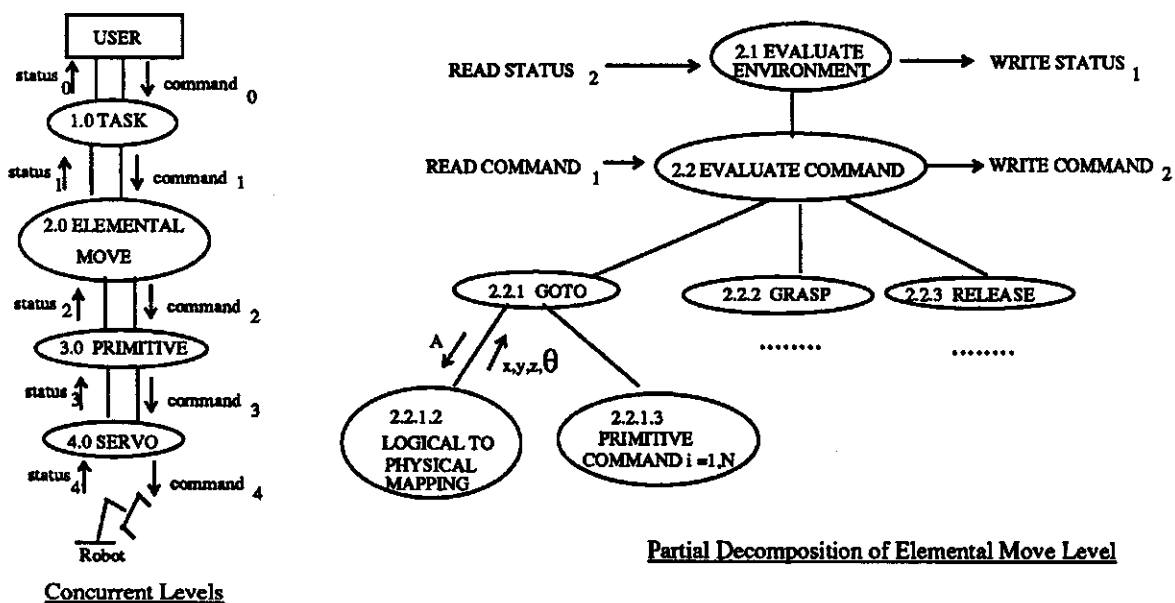 USER
status 0
command 0
1.0 TASK
status 1
command 1
2.0 ELEMENTAL
MOVE
status 2
command 2
3.0 PRIMITIVE
status 3
command 3
4.0 SERVO
status 4
command 4
Robot
Concurrent Levels
2.1 EVALUATE
ENVIRONMENT
READ STATUS 2
WRITE STATUS 1
READ COMMAND 1
2.2 EVALUATE COMMAND
WRITE COMMAND 2
2.2.1 GOTO
2.2.2 GRASP
2.2.3 RELEASE
........
........
A
x,y,z,θ
2.2.1.2
LOGICAL TO
PHYSICAL
MAPPING
2.2.1.3
PRIMITIVE
COMMAND i =1,N
Partial Decomposition of Elemental Move Level